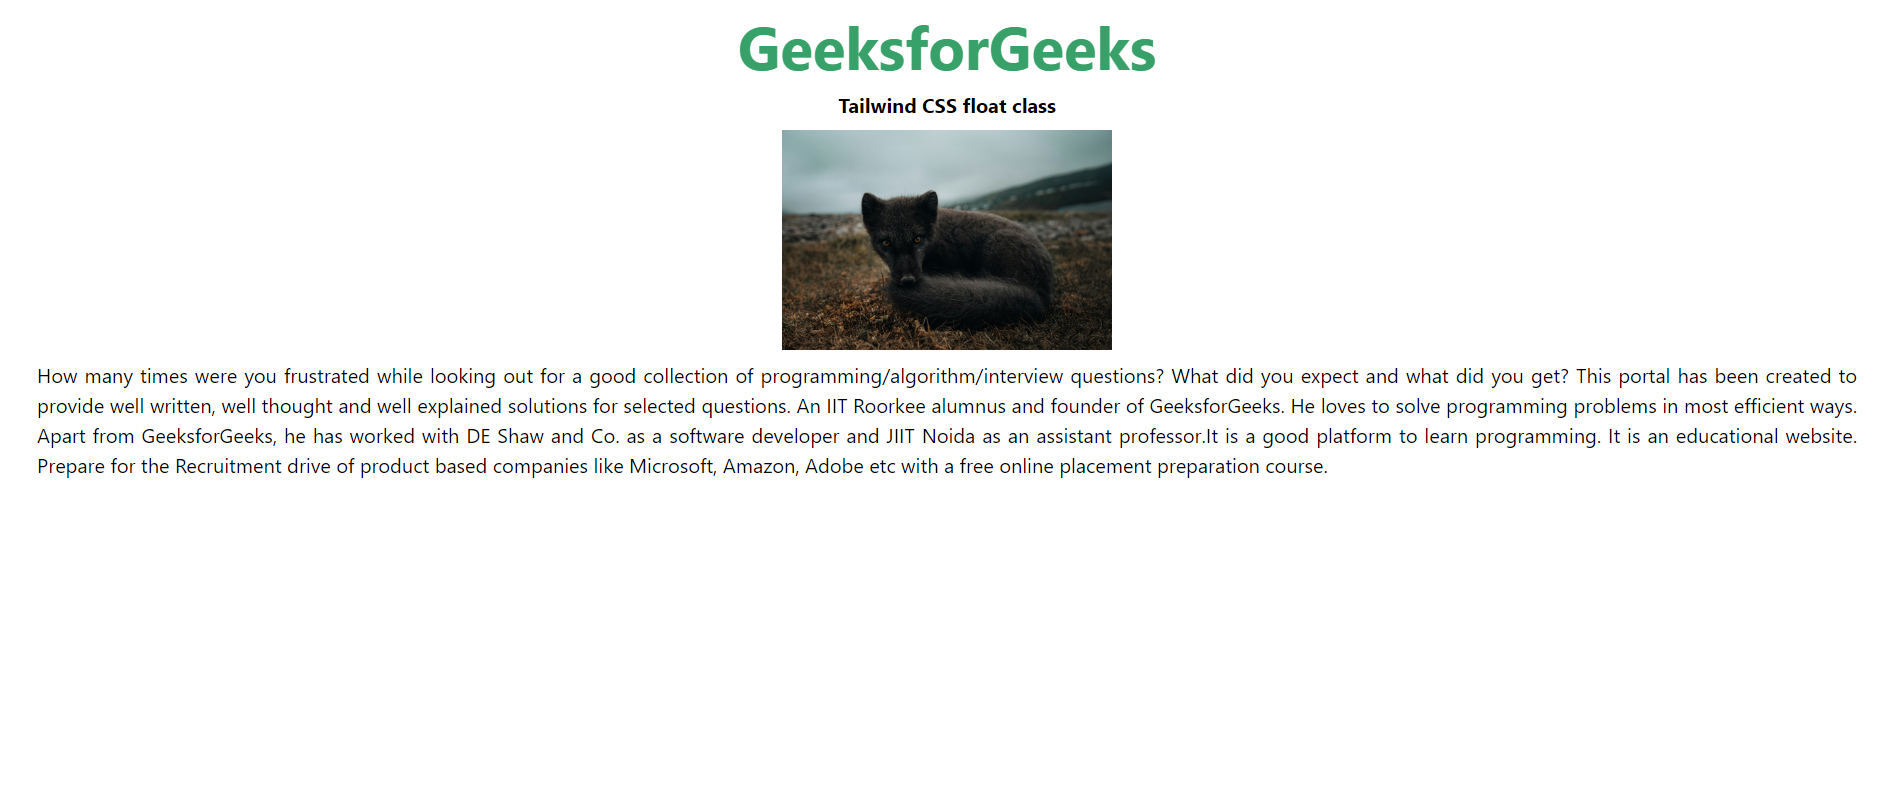 GeeksforGeeks
Tailwind CSS float class
How many times were you frustrated while looking out for a good collection of programming/algorithm/interview questions? What did you expect and what did you get? This portal has been created to
provide well written, well thought and well explained solutions for selected questions. An IIT Roorkee alumnus and founder of GeeksforGeeks. He loves to solve programming problems in most efficient ways.
Apart from GeeksforGeeks, he has worked with DE Shaw and Co. as a software developer and JIIT Noida as an assistant professor.It is a good platform to learn programming. It is an educational website.
Prepare for the Recruitment drive of product based companies like Microsoft, Amazon, Adobe etc with a free online placement preparation course.